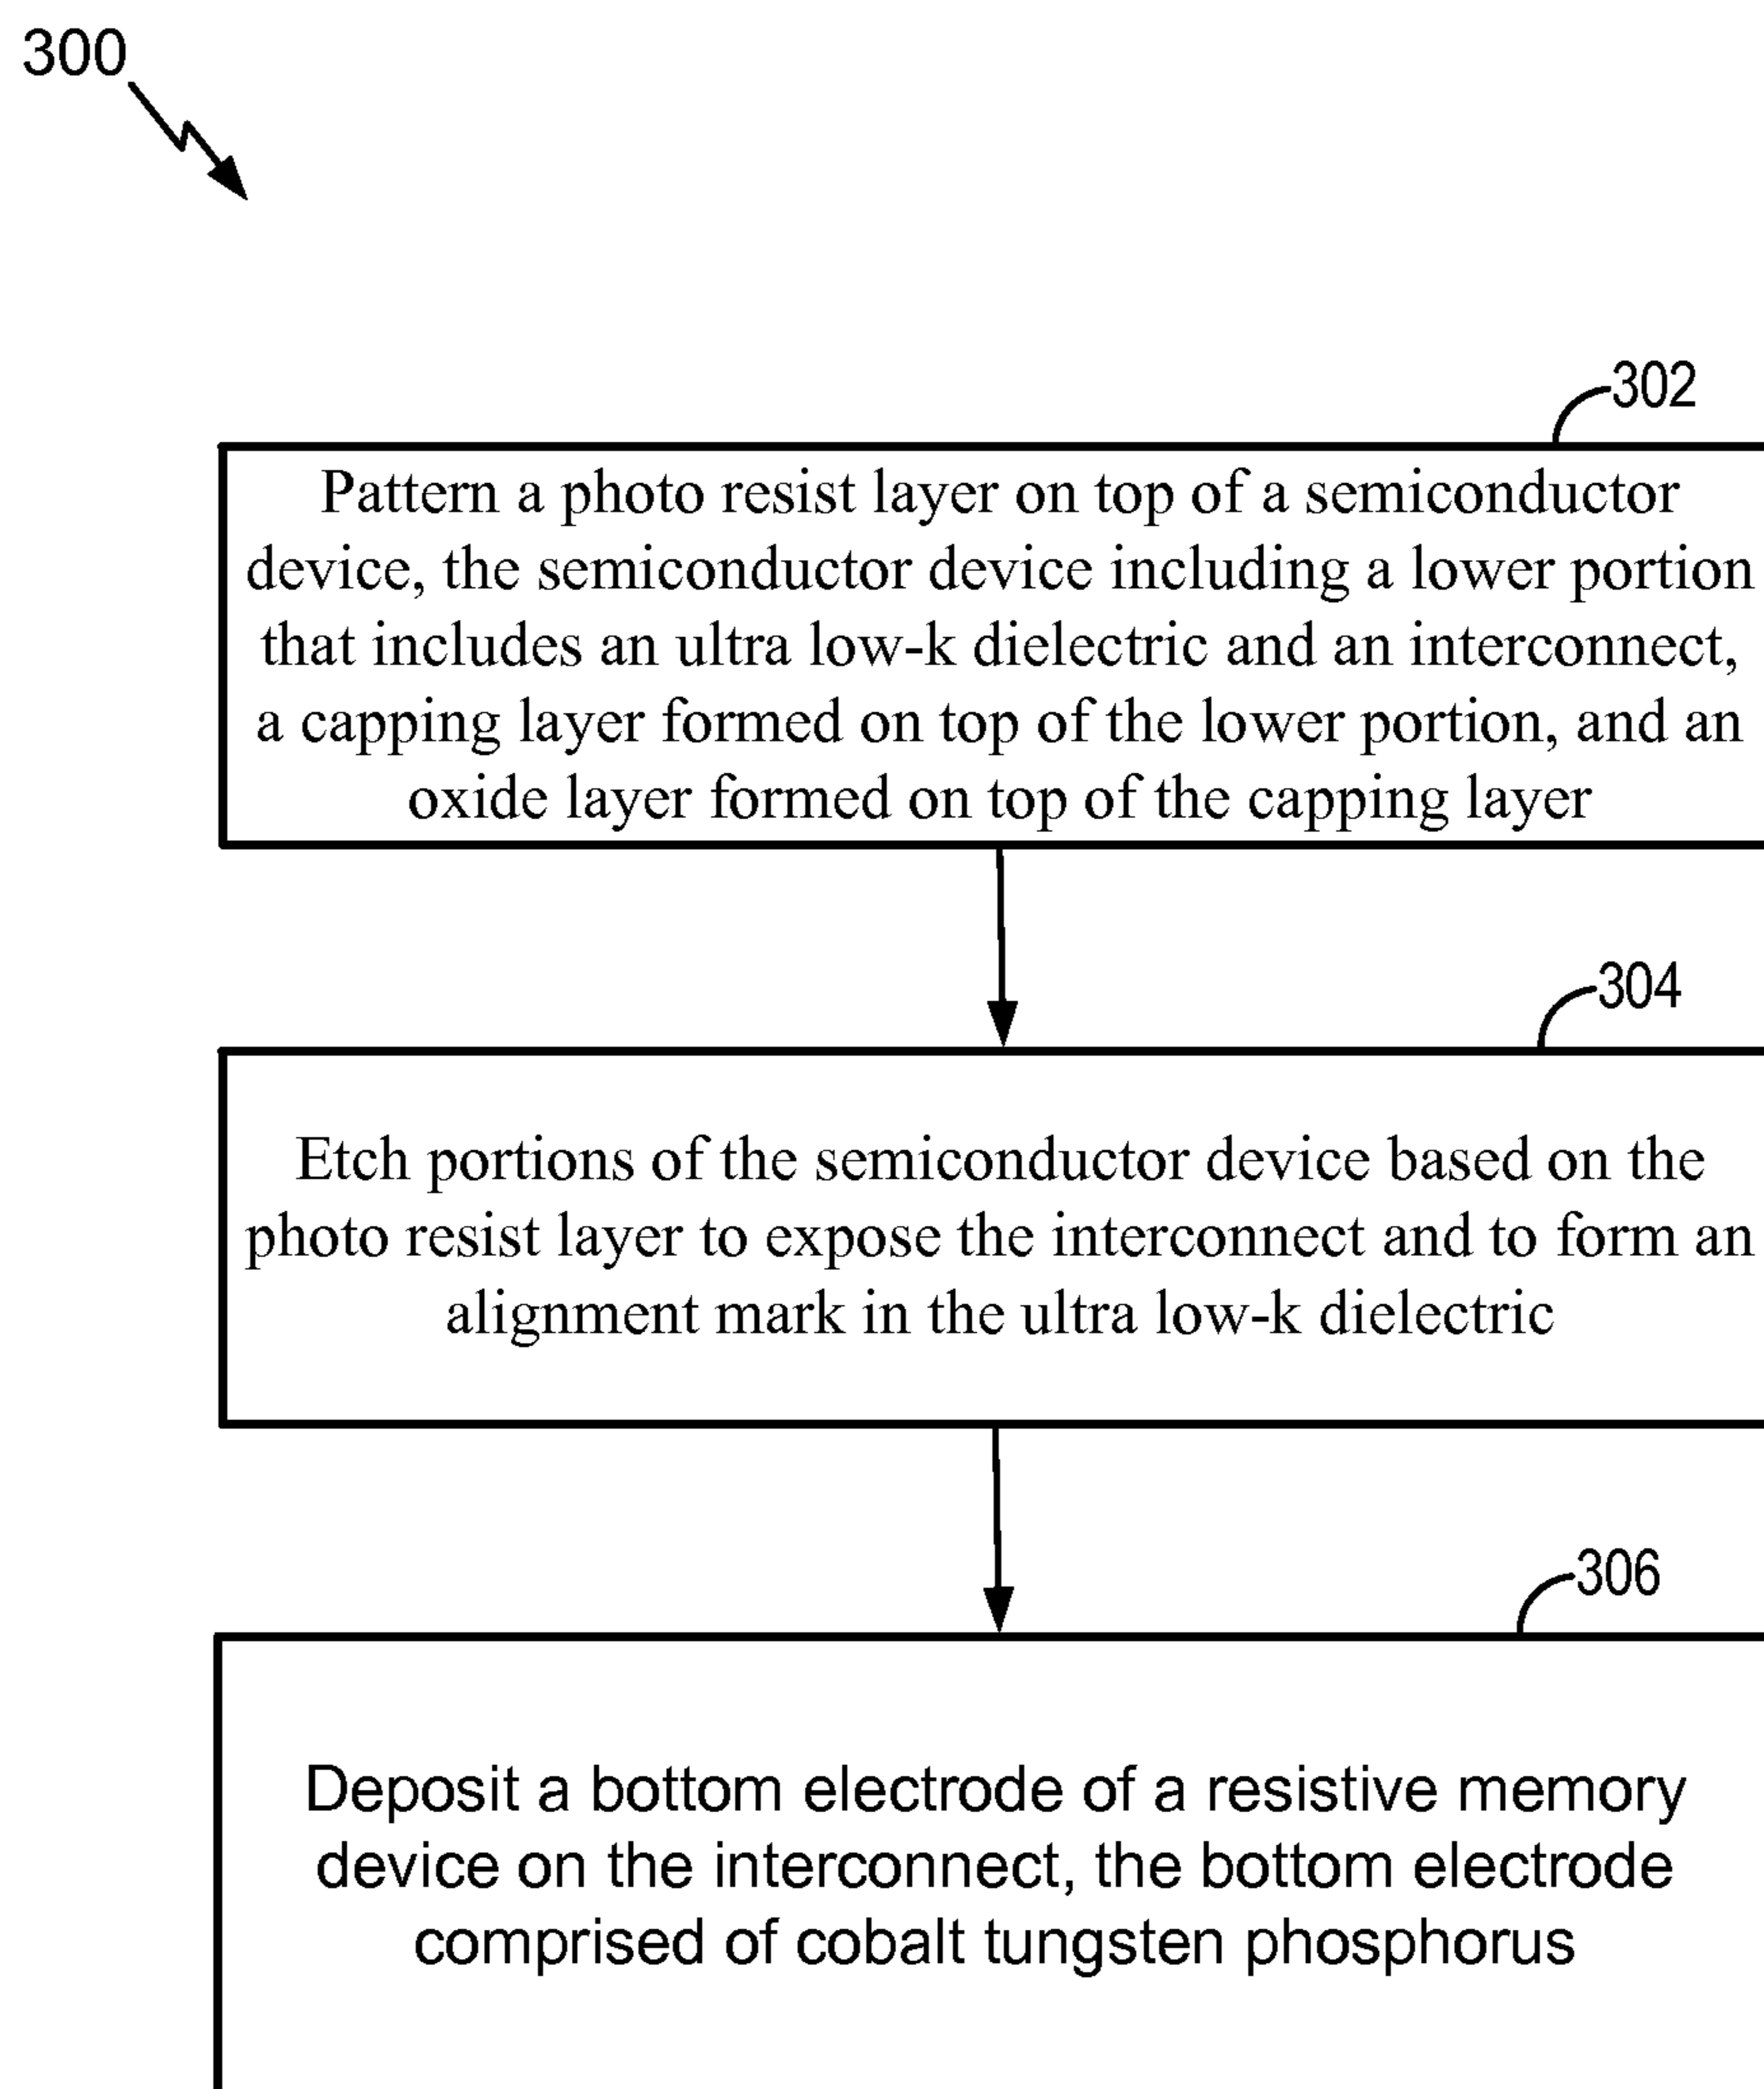 300
302
Pattern a photo resist layer on top of a semiconductor
device, the semiconductor device including a lower portion
that includes an ultra low-k dielectric and an interconnect,
a capping layer formed on top of the lower portion, and an
oxide layer formed on top of the capping layer
304
Etch portions of the semiconductor device based on the
photo resist layer to expose the interconnect and to form an
alignment mark in the ultra low-k dielectric
306
Deposit a bottom electrode of a resistive memory
device on the interconnect, the bottom electrode
comprised of cobalt tungsten phosphorus